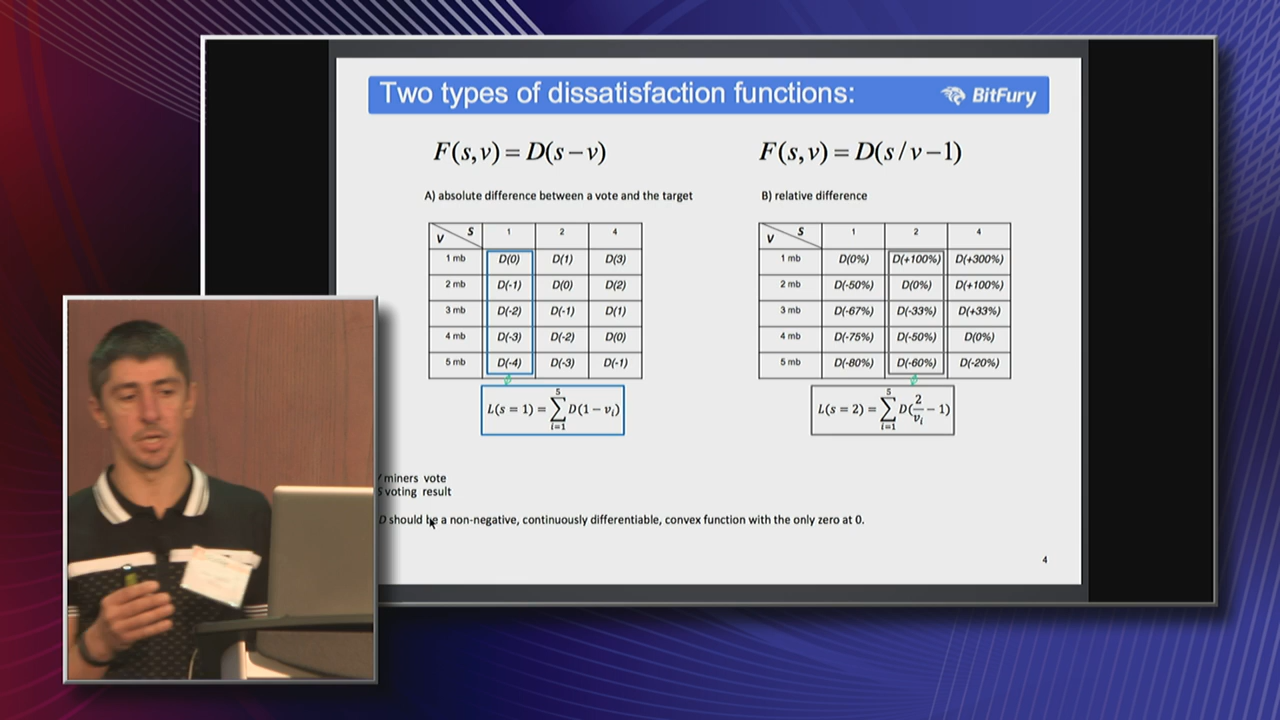 Two types of dissatisfaction functions:
BitFury
F(s,v) = D(s−v)
F(s,v) = D(s/v−1)
A) absolute difference between a vote and the target
B) relative difference
V S 1 2 4
1 mb D(0) D(1) D(3)
2 mb D(-1) D(0) D(2)
3 mb D(-2) D(-1) D(1)
4 mb D(-3) D(-2) D(0)
5 mb D(-4) D(-3) D(-1)
L(s = 1) = ∑ i=1 5 D(1 − vᵢ)
V S 1 2 4
1 mb D(0%) D(+100%) D(+300%)
2 mb D(-50%) D(0%) D(+100%)
3 mb D(-67%) D(-33%) D(+33%)
4 mb D(-75%) D(-50%) D(0%)
5 mb D(-80%) D(-60%) D(-20%)
L(s = 2) = ∑ i=1 5 D(2/vᵢ − 1)
miners vote
S voting result
D should be a non-negative, continuously differentiable, convex function with the only zero at 0.
4